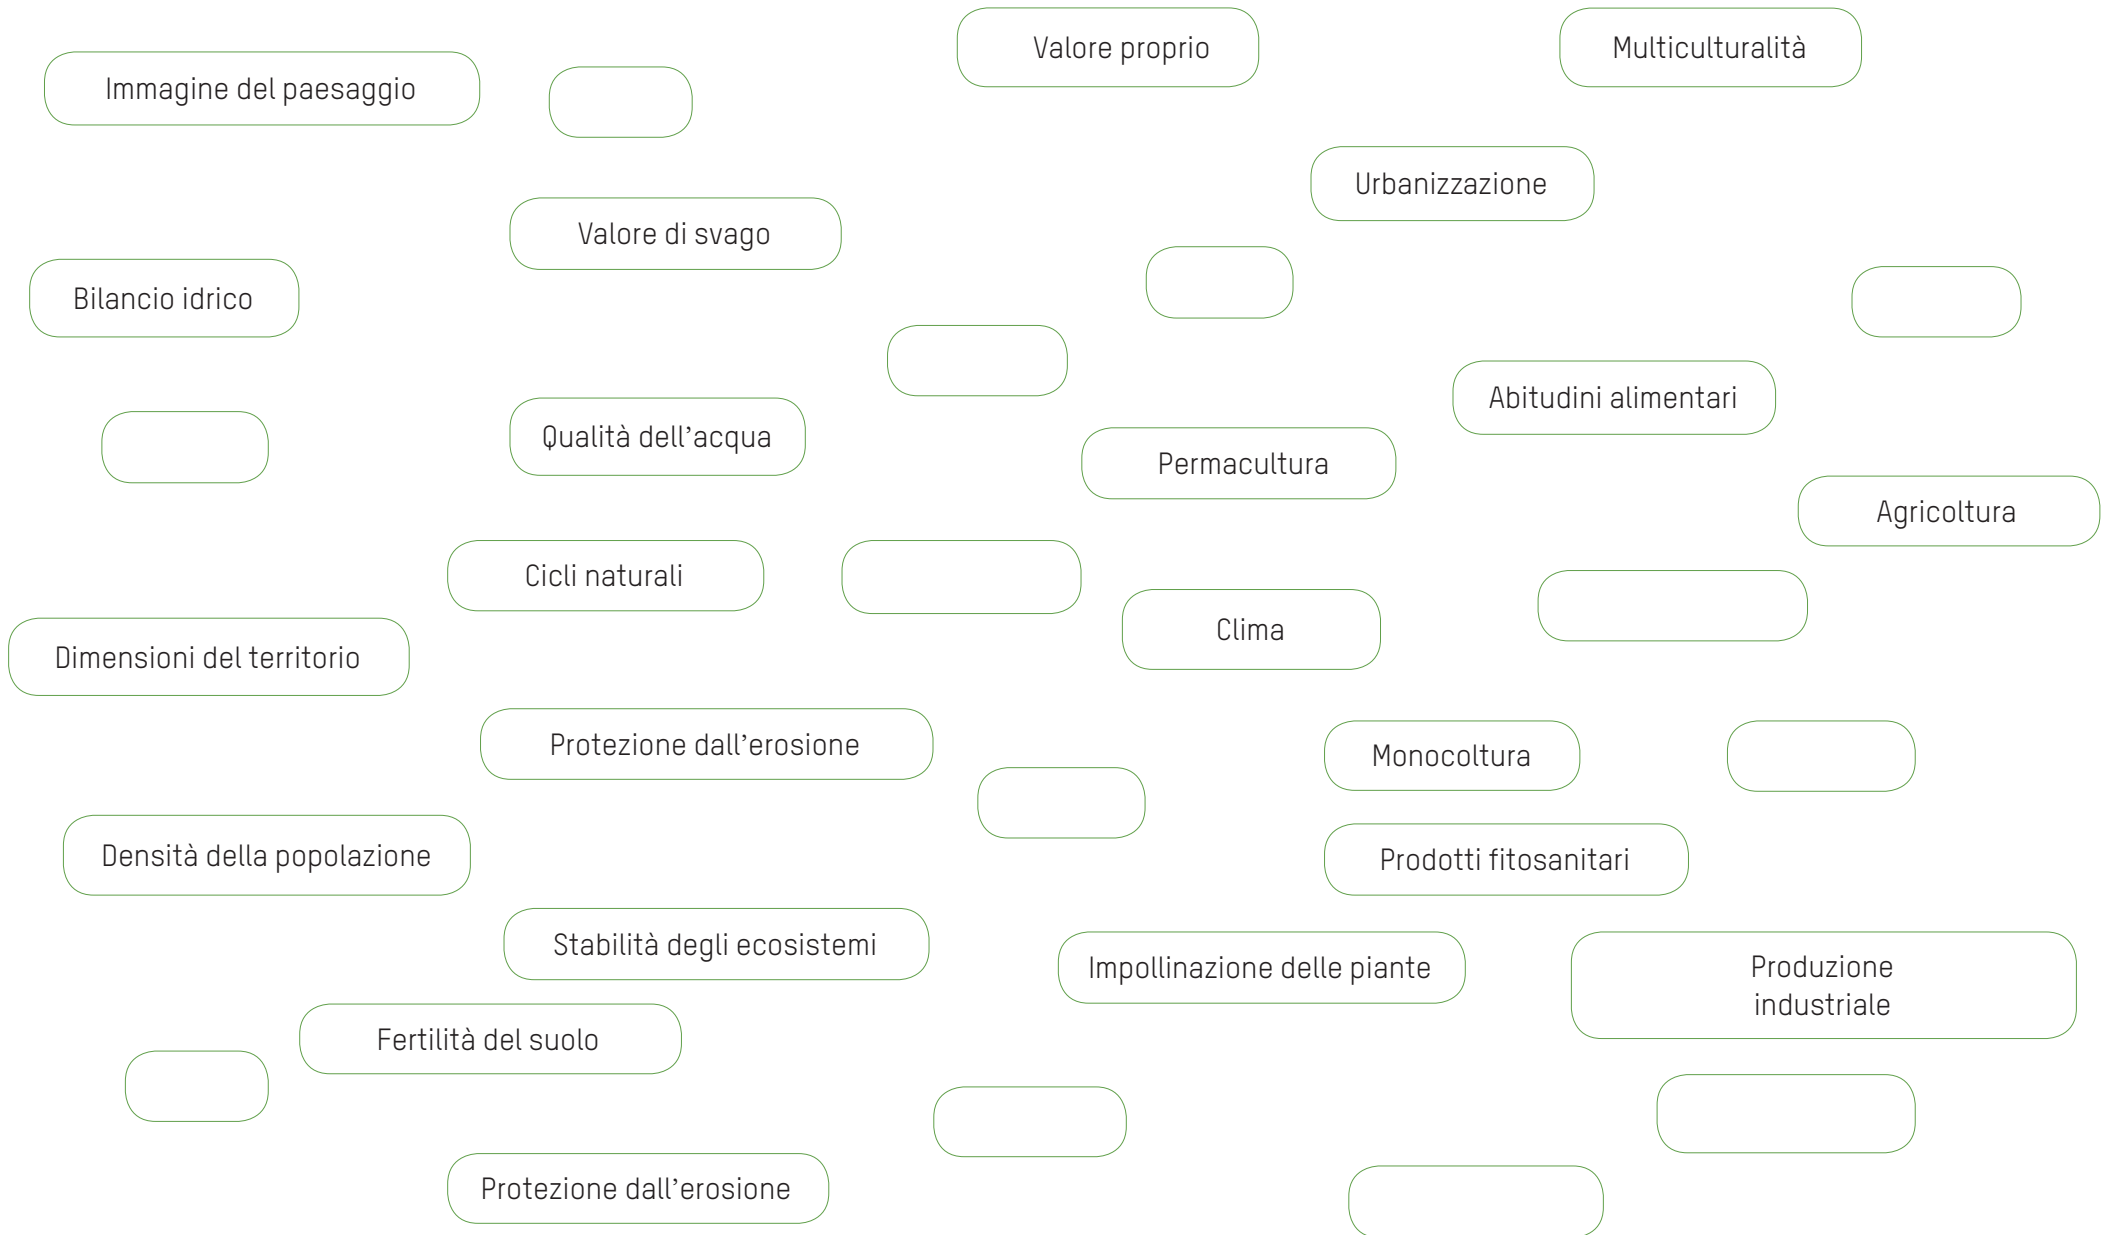 Valore proprio
Multiculturalità
Immagine del paesaggio
Urbanizzazione
Valore di svago
Bilancio idrico
Abitudini alimentari
Qualità dell’acqua
Permacultura
Agricoltura
Cicli naturali
Clima
Dimensioni del territorio
Protezione dall’erosione
Monocoltura
Densità della popolazione
Prodotti fitosanitari
Stabilità degli ecosistemi
Impollinazione delle piante
Produzione
industriale
Fertilità del suolo
Protezione dall’erosione